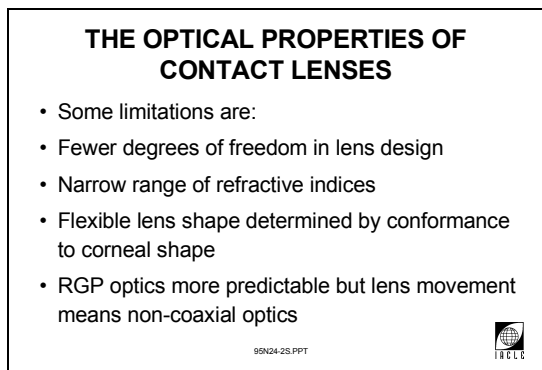 THE OPTICAL PROPERTIES OF
CONTACT LENSES
• Some limitations are:
• Fewer degrees of freedom in lens design
• Narrow range of refractive indices
• Flexible lens shape determined by conformance
to corneal shape
• RGP optics more predictable but lens movement
means non-coaxial optics
95N24-2S.PPT
IACLE